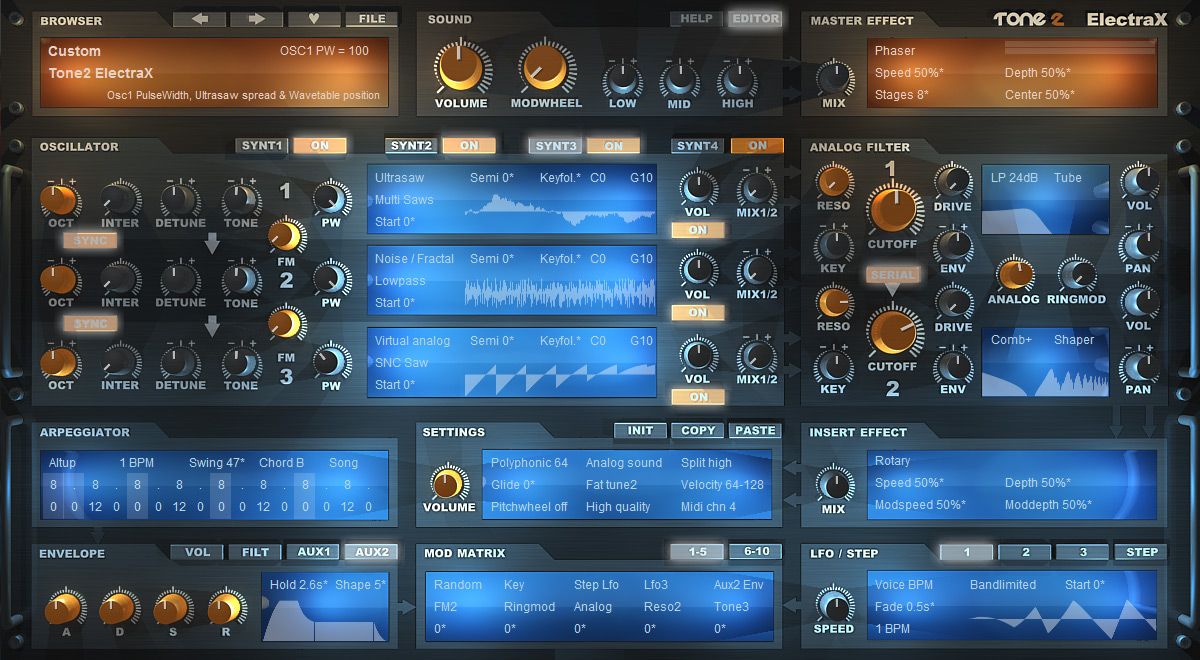 BROWSER FILE
Custom OSC1 PW = 100
Tone2 ElectraX
Osc1 PulseWidth, Ultrasaw spread & Wavetable position
SOUND HELP EDITOR
VOLUME MODWHEEL LOW MID HIGH
MASTER EFFECT TONE 2 ElectraX
MIX
Phaser
Speed 50%* Depth 50%*
Stages 8* Center 50%*
OSCILLATOR SYNT1 ON SYNT2 ON SYNT3 ON SYNT4 ON
OCT INTER DETUNE TONE 1 PW
Ultrasaw Semi 0* Keyfol.* C0 G10
Multi Saws
Start 0*
VOL MIX1/2
ON
SYNC
FM
OCT INTER DETUNE TONE 2 PW
Noise / Fractal Semi 0* Keyfol.* C0 G10
Lowpass
Start 0*
VOL MIX1/2
ON
SYNC
FM
OCT INTER DETUNE TONE 3 PW
Virtual analog Semi 0* Keyfol.* C0 G10
SNC Saw
Start 0*
VOL MIX1/2
ON
ANALOG FILTER
RESO 1 CUTOFF DRIVE
LP 24dB Tube
VOL
KEY ENV PAN
SERIAL
ANALOG RINGMOD
RESO CUTOFF DRIVE VOL
KEY 2 ENV
Comb+ Shaper
PAN
ARPEGGIATOR
Altup 1 BPM Swing 47* Chord B Song
8 . 8 . 8 . 8 . 8 . 8 . 8 . 8 .
0 0 12 0 0 0 12 0 0 0 12 0 0 0 12 0
SETTINGS INIT COPY PASTE
VOLUME
Polyphonic 64 Analog sound Split high
Glide 0* Fat tune2 Velocity 64-128
Pitchwheel off High quality Midi chn 4
INSERT EFFECT
MIX
Rotary
Speed 50%* Depth 50%*
Modspeed 50%* Moddepth 50%*
ENVELOPE VOL FILT AUX1 AUX2
A D S R
Hold 2.6s* Shape 5*
MOD MATRIX 1-5 6-10
Random Key Step Lfo Lfo3 Aux2 Env
FM2 Ringmod Analog Reso2 Tone3
0* 0* 0* 0* 0*
LFO / STEP 1 2 3 STEP
SPEED
Voice BPM Bandlimited Start 0*
Fade 0.5s*
1 BPM